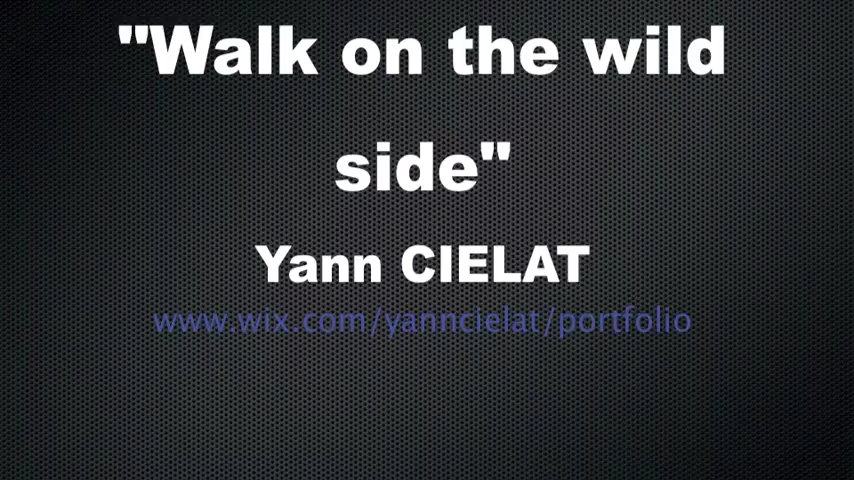 "Walk on the wild
side"
Yann CIELAT
www.wix.com/yanncielat/portfolio